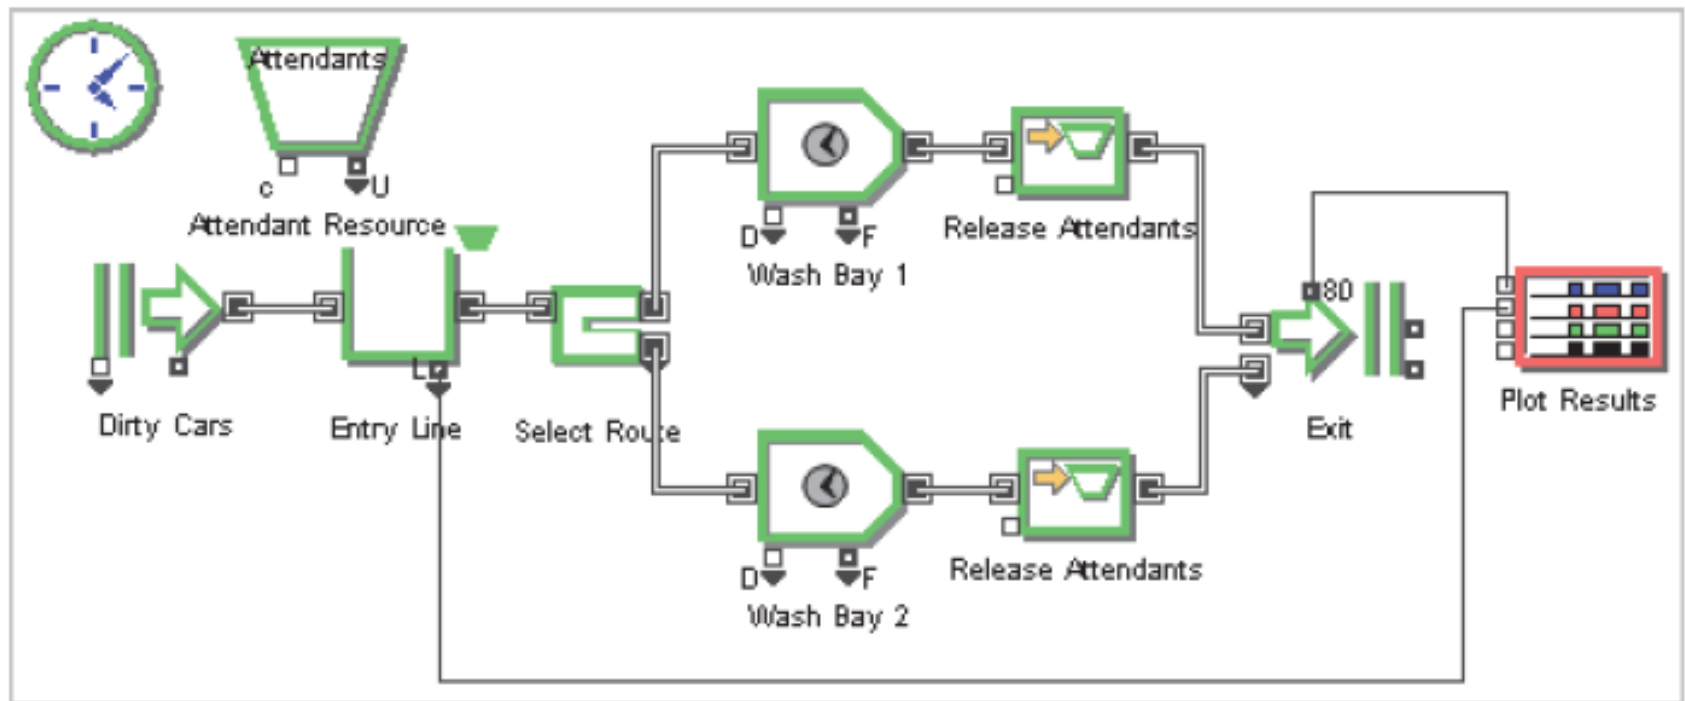 Attendants
c
U
Attendant Resource
Dirty Cars
L
Entry Line
Select Route
D
F
Wash Bay 1
Release Attendants
D
F
Wash Bay 2
Release Attendants
80
Exit
Plot Results